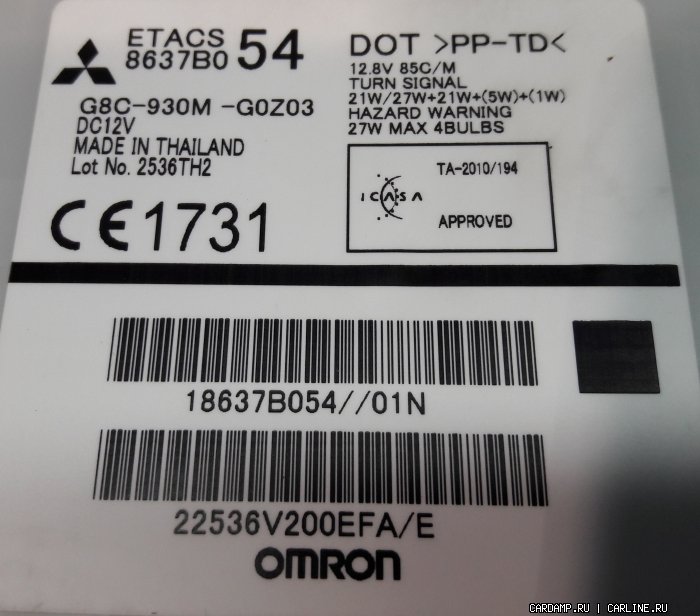 ETACS
8637B0 54
G8C-930M -G0Z03
DC12V
MADE IN THAILAND
Lot No. 2536TH2
CE1731
DOT >PP-TD<
12.8V 85C/M
TURN SIGNAL
21W/27W+21W+(5W)+(1W)
HAZARD WARNING
27W MAX 4BULBS
ICASA
TA-2010/194
APPROVED
18637B054//01N
22536V200EFA/E
OMRON
CARDAMP.RU | CARLINE.RU